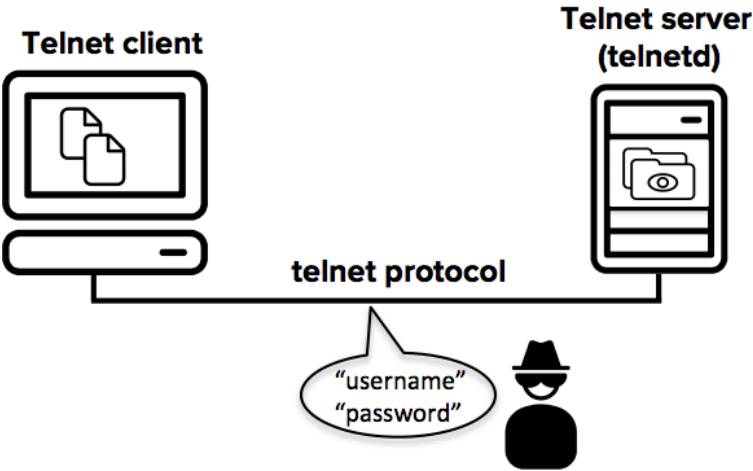 Telnet client
Telnet server
(telnetd)
telnet protocol
“username”
“password”